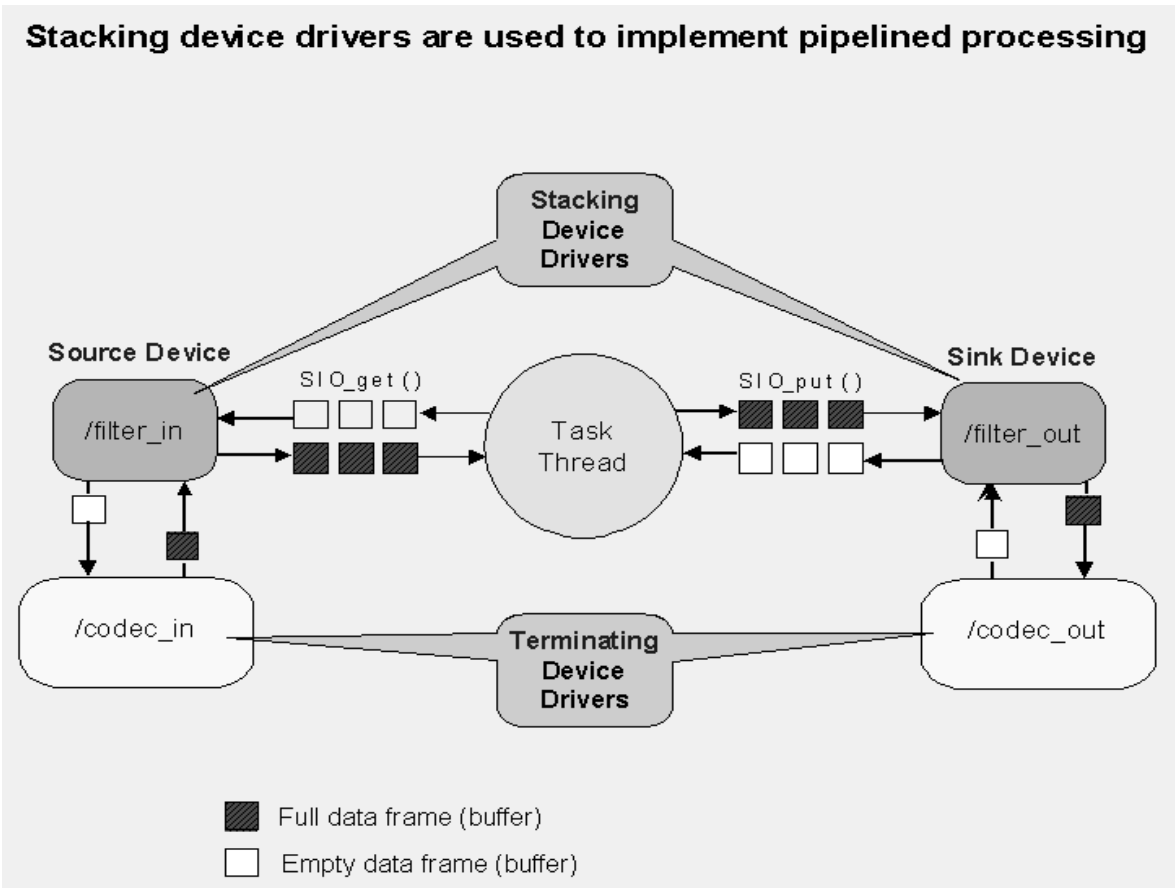 Stacking device drivers are used to implement pipelined processing
Stacking
Device
Drivers
Source Device
Sink Device
SIO_get ()
SIO_put ()
/filter_in
Task
Thread
/filter_out
/codec_in
Terminating
Device
Drivers
/codec_out
Full data frame (buffer)
Empty data frame (buffer)